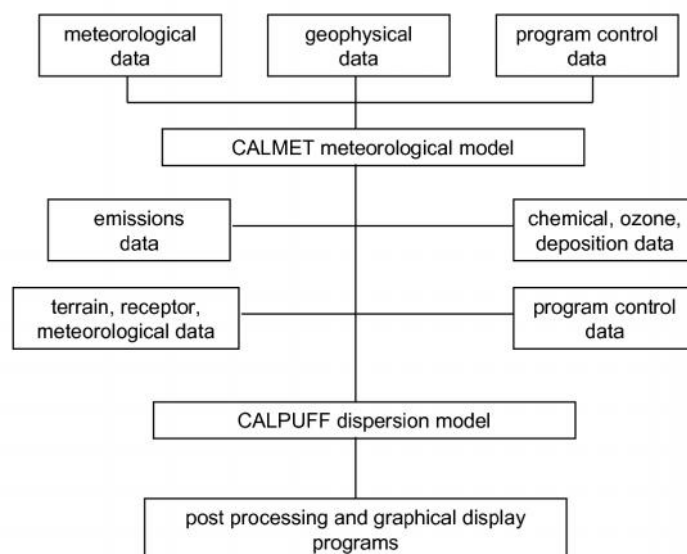 meteorological
data
geophysical
data
program control
data
CALMET meteorological model
emissions
data
chemical, ozone,
deposition data
terrain, receptor,
meteorological data
program control
data
CALPUFF dispersion model
post processing and graphical display
programs